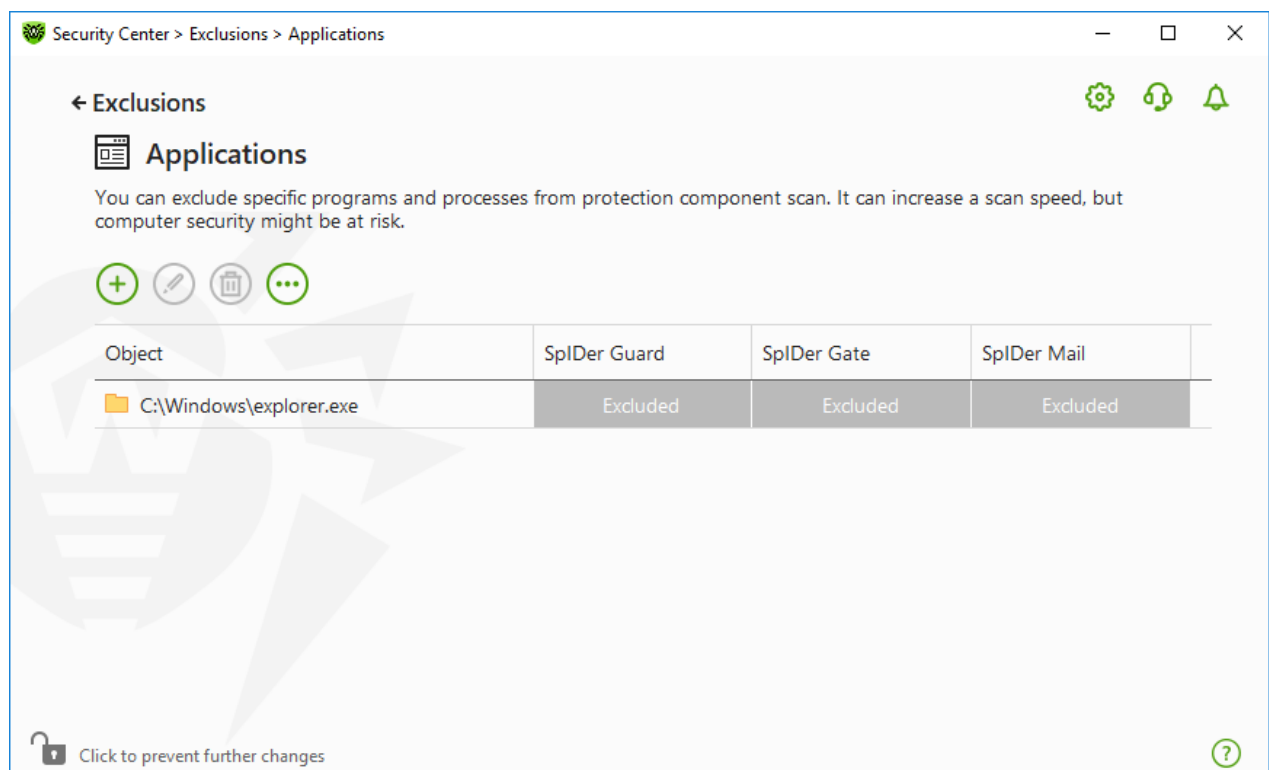 Security Center > Exclusions > Applications
Exclusions
Applications
You can exclude specific programs and processes from protection component scan. It can increase a scan speed, but
computer security might be at risk.
Object SpIDer Guard SpIDer Gate SpIDer Mail
C:\Windows\explorer.exe Excluded Excluded Excluded
Click to prevent further changes
?